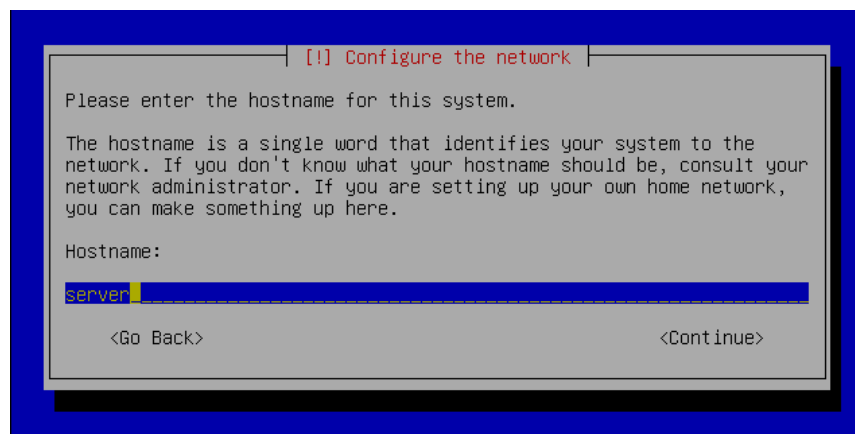 [!] Configure the network
Please enter the hostname for this system.
The hostname is a single word that identifies your system to the
network. If you don't know what your hostname should be, consult your
network administrator. If you are setting up your own home network,
you can make something up here.
Hostname:
server
<Go Back> <Continue>